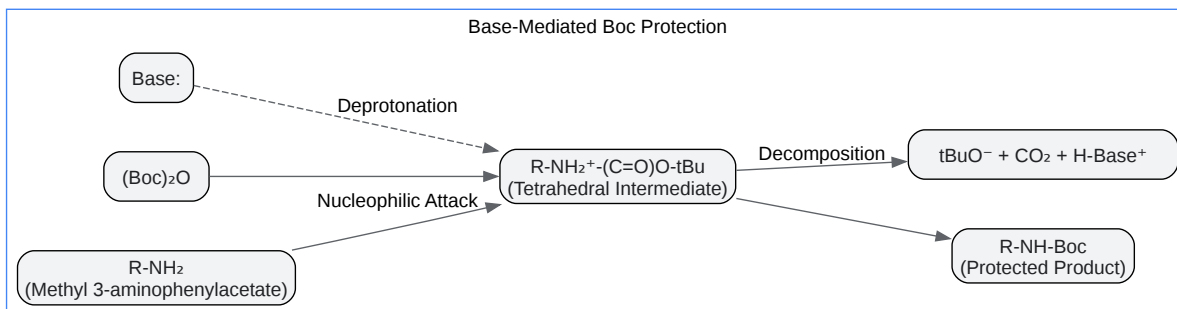 Base-Mediated Boc Protection
Base:
Deprotonation
(Boc)₂O
Nucleophilic Attack
R-NH₂
(Methyl 3-aminophenylacetate)
R-NH₂⁺-(C=O)O-tBu
(Tetrahedral Intermediate)
Decomposition
tBuO⁻ + CO₂ + H-Base⁺
R-NH-Boc
(Protected Product)